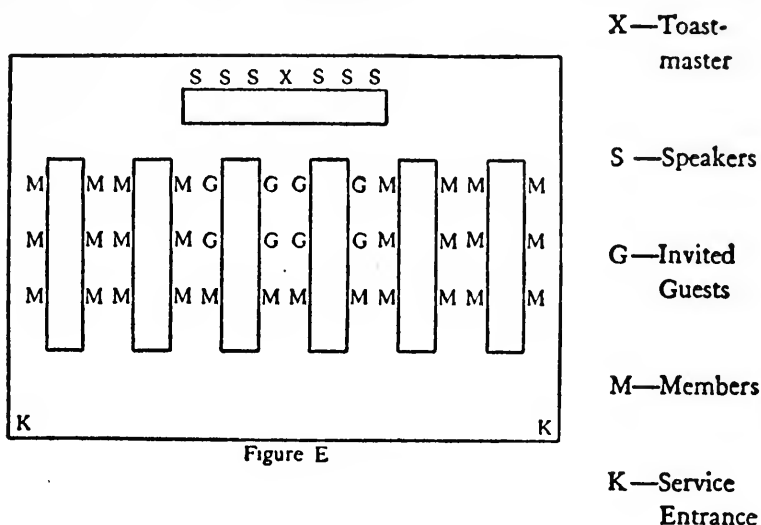 S S S X S S S
M M M M G G G G M M M M
M M M M G G G G M M M M
M M M M M M M M M M M M
K K
Figure E
X—Toast-
master
S —Speakers
G—Invited
Guests
M—Members
K—Service
Entrance